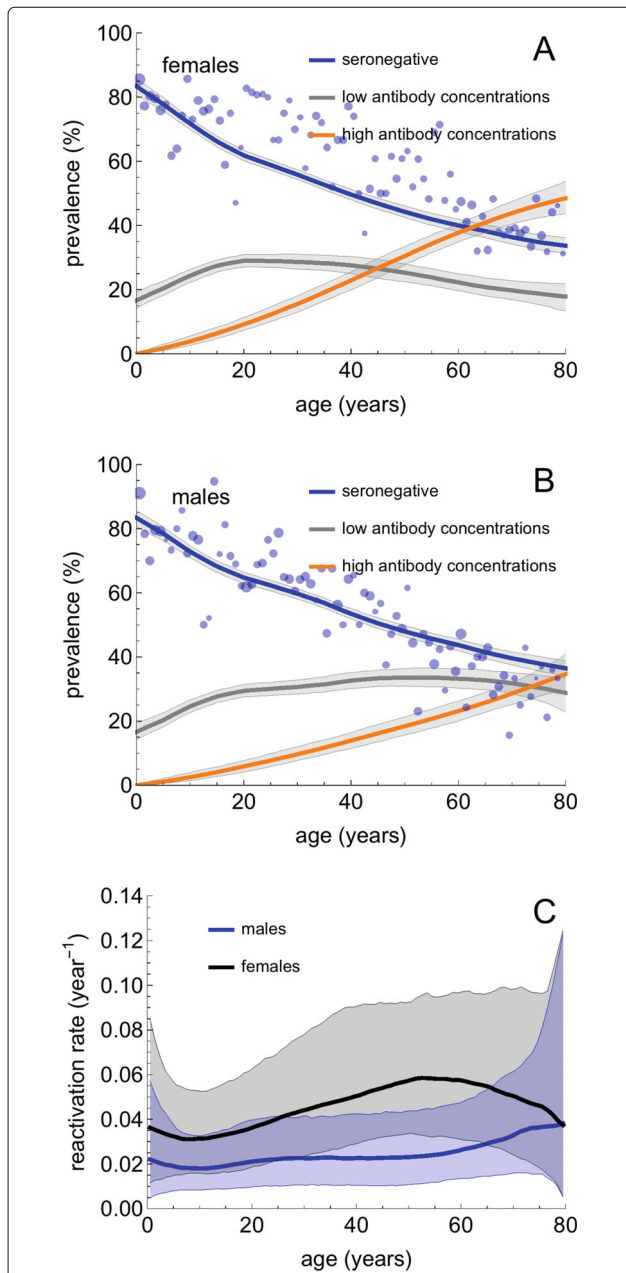 A
females
seronegative
low antibody concentrations
high antibody concentrations
prevalence (%)
100
80
60
40
20
0
0 20 40 60 80
age (years)
B
males
seronegative
low antibody concentrations
high antibody concentrations
prevalence (%)
100
80
60
40
20
0
0 20 40 60 80
age (years)
C
males
females
reactivation rate (year⁻¹)
0.14
0.12
0.10
0.08
0.06
0.04
0.02
0.00
0 20 40 60 80
age (years)